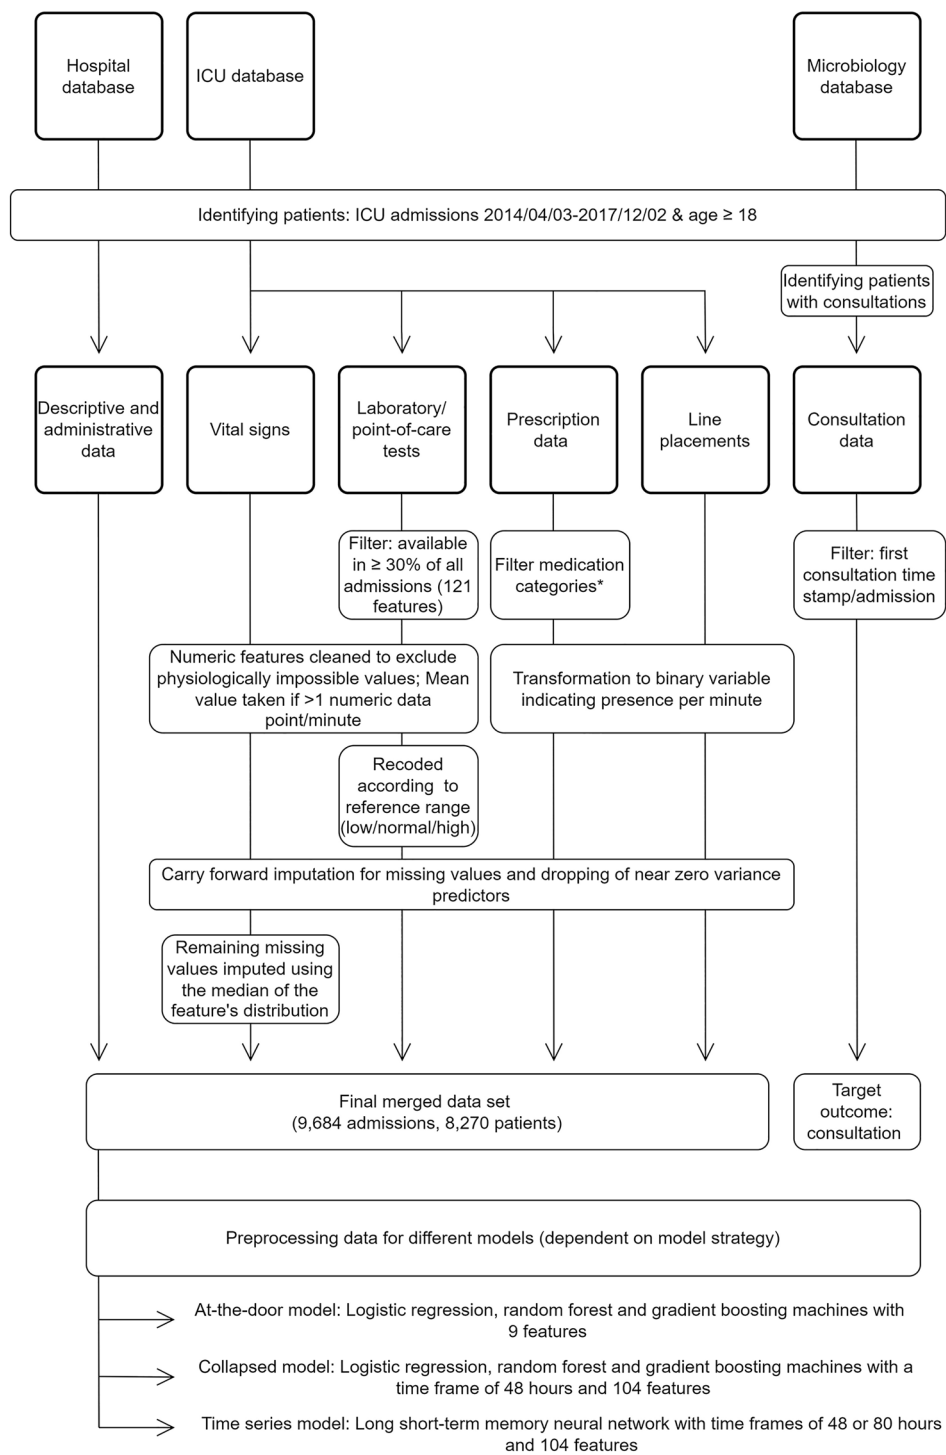 Hospital
database
ICU database
Microbiology
database
Identifying patients: ICU admissions 2014/04/03-2017/12/02 & age ≥ 18
Identifying patients
with consultations
Descriptive and
administrative
data
Vital signs
Laboratory/
point-of-care
tests
Prescription
data
Line
placements
Consultation
data
Filter: available
in ≥ 30% of all
admissions (121
features)
Filter medication
categories*
Filter: first
consultation time
stamp/admission
Numeric features cleaned to exclude
physiologically impossible values; Mean
value taken if >1 numeric data
point/minute
Transformation to binary variable
indicating presence per minute
Recoded
according to
reference range
(low/normal/high)
Carry forward imputation for missing values and dropping of near zero variance
predictors
Remaining missing
values imputed using
the median of the
feature's distribution
Final merged data set
(9,684 admissions, 8,270 patients)
Target
outcome:
consultation
Preprocessing data for different models (dependent on model strategy)
At-the-door model: Logistic regression, random forest and gradient boosting machines with
9 features
Collapsed model: Logistic regression, random forest and gradient boosting machines with a
time frame of 48 hours and 104 features
Time series model: Long short-term memory neural network with time frames of 48 or 80 hours
and 104 features